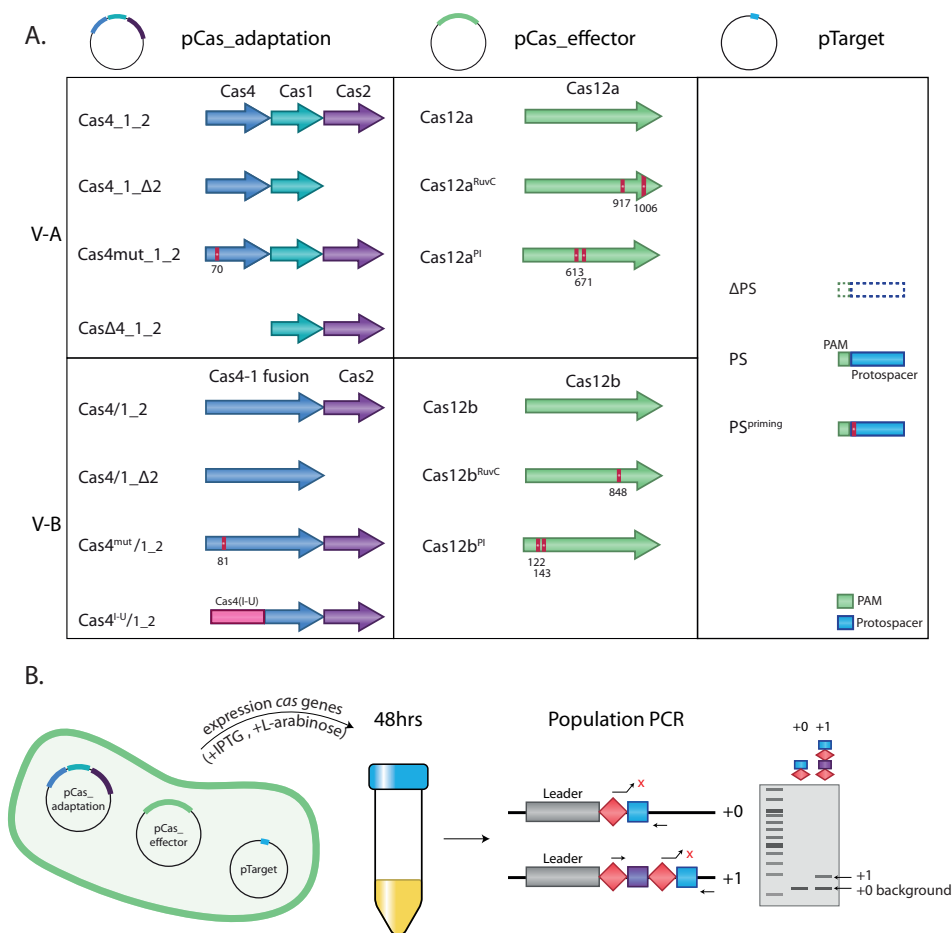 A.
pCas_adaptation
pCas_effector
pTarget
V-A
Cas4 Cas1 Cas2
Cas4_1_2
Cas4_1_Δ2
Cas4mut_1_2
70
CasΔ4_1_2
Cas12a
Cas12a
Cas12aRuvC
917
1006
Cas12aPI
613
671
V-B
Cas4-1 fusion Cas2
Cas4/1_2
Cas4/1_Δ2
Cas4mut/1_2
81
Cas4(I-U)
Cas4I-U/1_2
Cas12b
Cas12b
Cas12bRuvC
848
Cas12bPI
122
143
ΔPS
PAM
PS
Protospacer
PSpriming
PAM
Protospacer
B.
pCas_
adaptation
pCas_
effector
pTarget
expression cas genes
(+IPTG , +L-arabinose)
48hrs
Population PCR
Leader
x
+0
Leader
x
+1
+0 +1
+1
+0 background